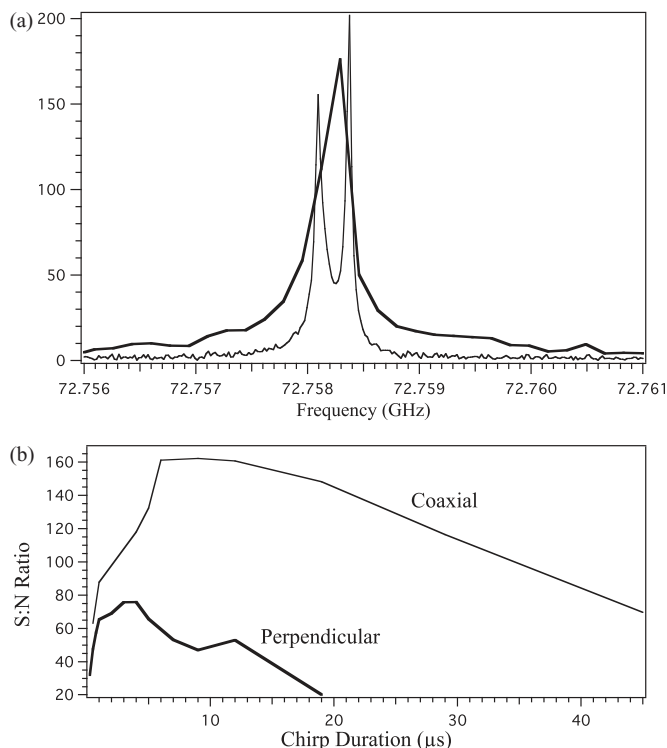 (a)
200
150
100
50
0
72.756 72.757 72.758 72.759 72.760 72.761
Frequency (GHz)
(b)
160
140
120
100
80
60
40
20
S:N Ratio
Coaxial
Perpendicular
10 20 30 40
Chirp Duration (μs)